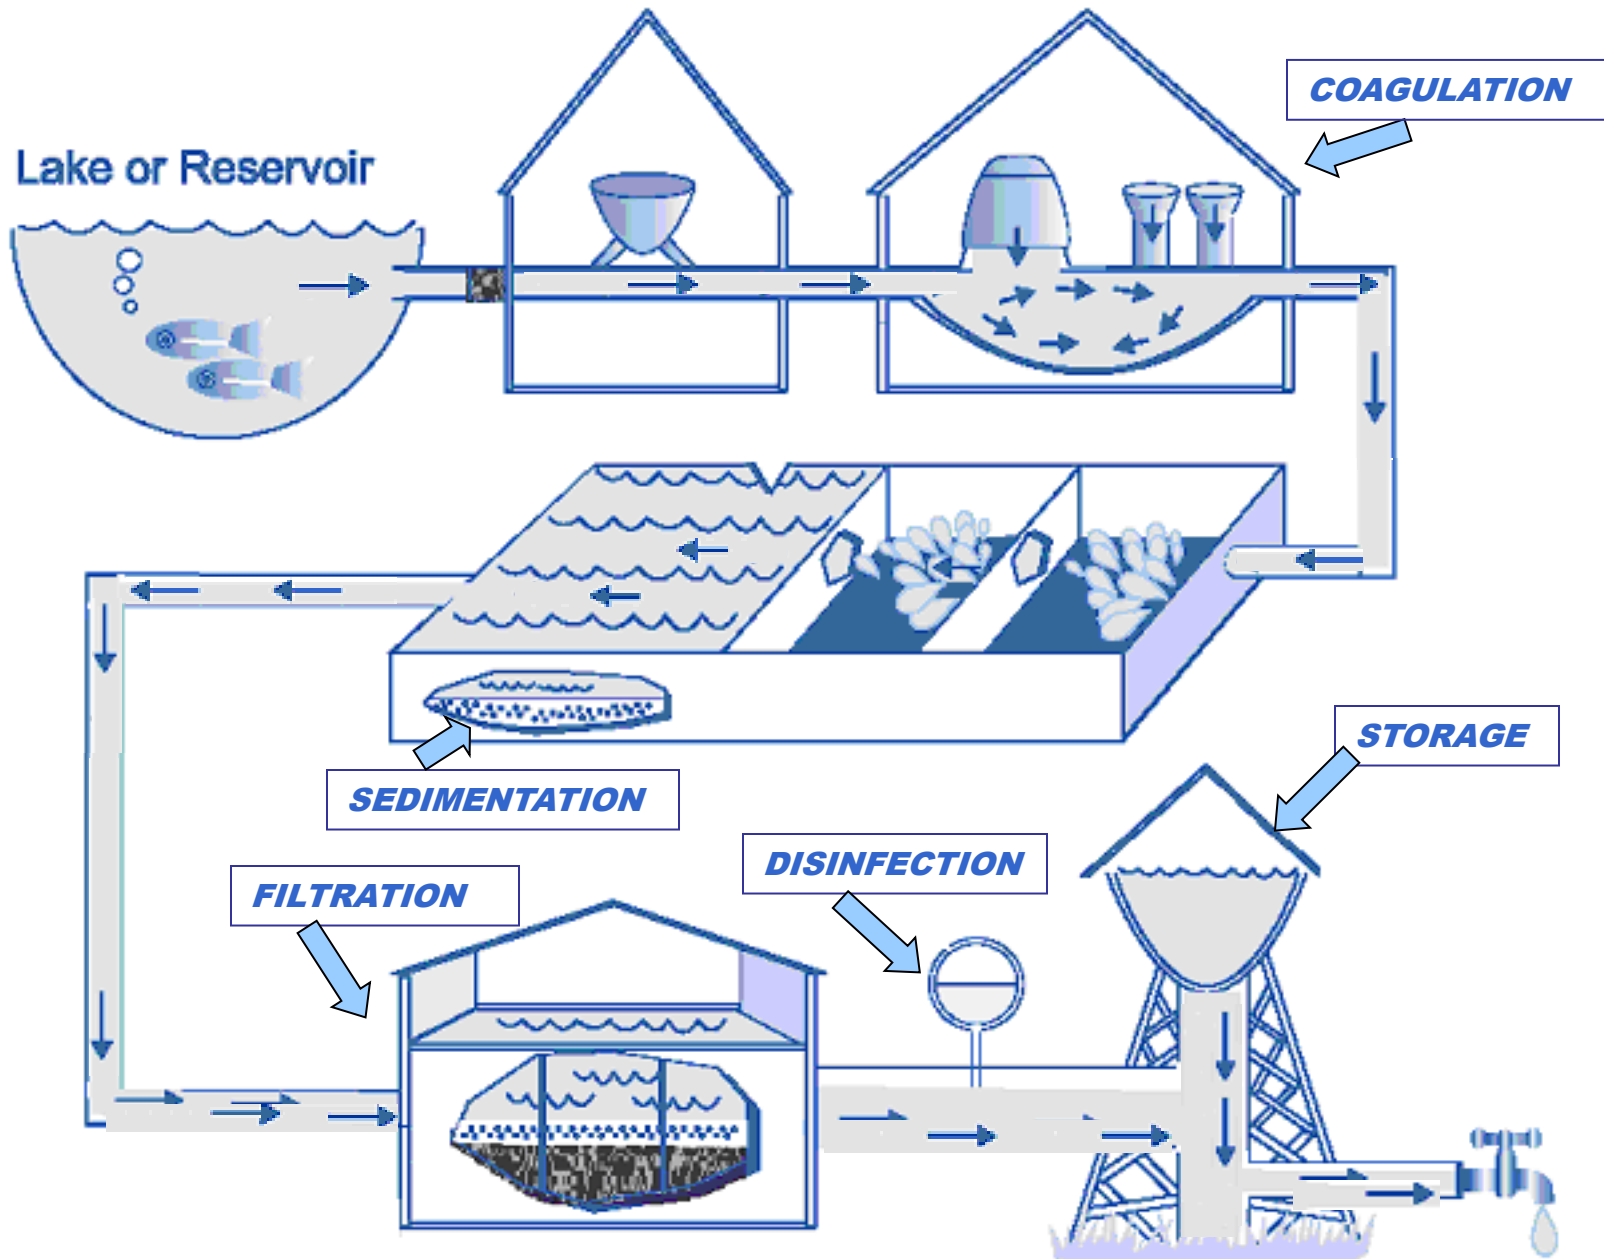 COAGULATION
Lake or Reservoir
SEDIMENTATION
STORAGE
DISINFECTION
FILTRATION